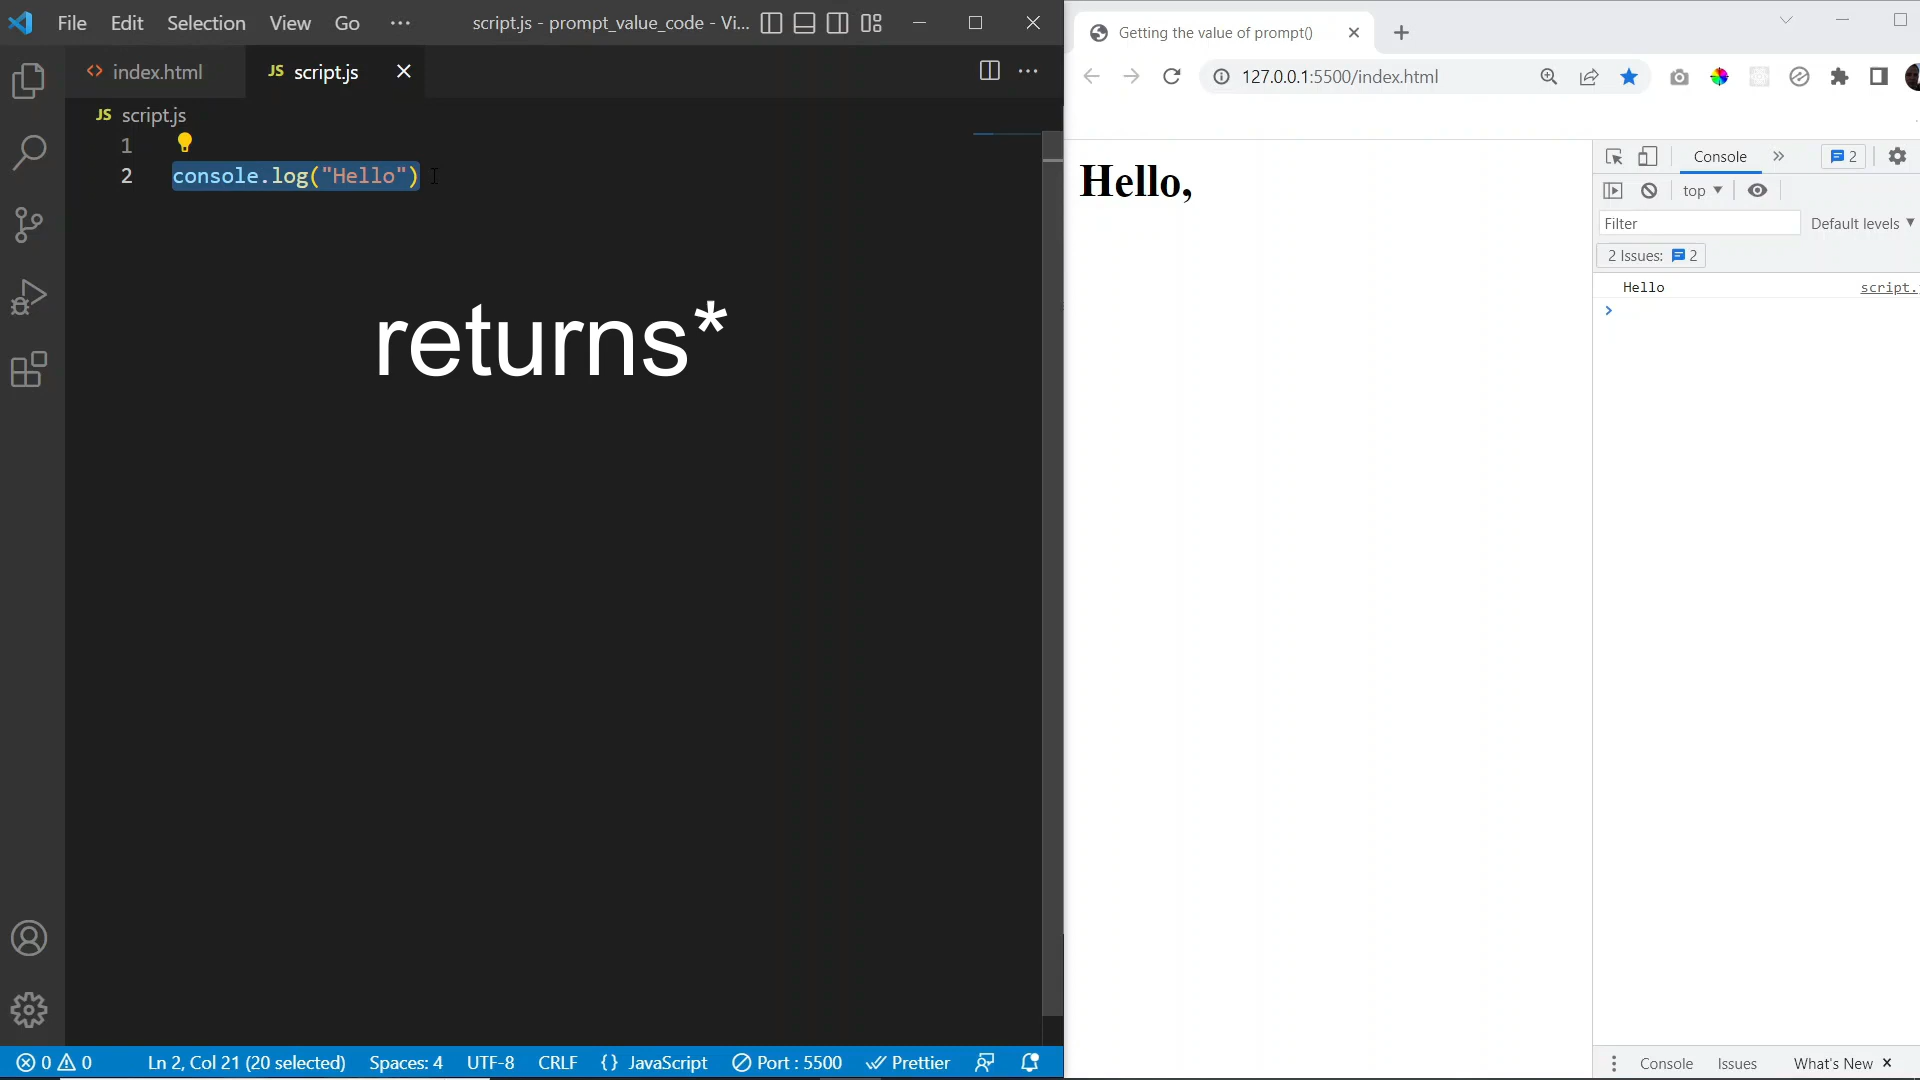 File Edit Selection View Go ··· script.js - prompt_value_code - Vi...
index.html JS script.js
JS script.js
1
2 console.log("Hello")
returns*
0 0 Ln 2, Col 21 (20 selected) Spaces: 4 UTF-8 CRLF {} JavaScript Port : 5500 Prettier
Getting the value of prompt()
127.0.0.1:5500/index.html
Hello,
Console » 2
top
Filter Default levels
2 Issues: 2
Hello script.
Console Issues What's New